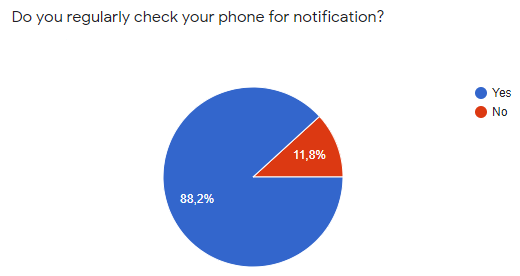 Do you regularly check your phone for notification?
Yes
No
11,8%
88,2%